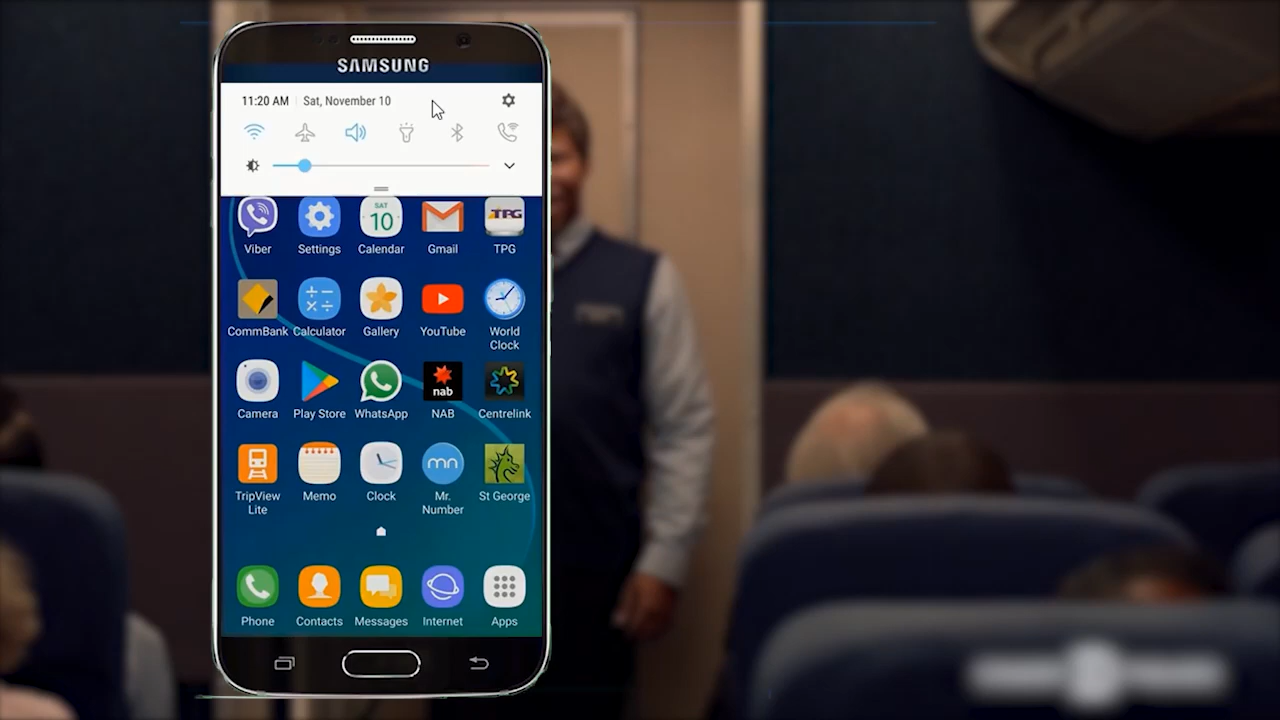 SAMSUNG
11:20 AM | Sat, November 10
SAT
10
TPG
Viber Settings Calendar Gmail TPG
CommBank Calculator Gallery YouTube World Clock
nab
Camera Play Store WhatsApp NAB Centrelink
mn
TripView Lite Memo Clock Mr. Number St George
Phone Contacts Messages Internet Apps